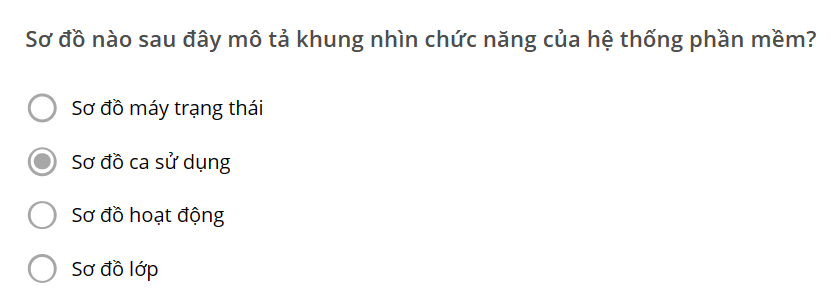 Sơ đồ nào sau đây mô tả khung nhìn chức năng của hệ thống phần mềm?
Sơ đồ máy trạng thái
Sơ đồ ca sử dụng
Sơ đồ hoạt động
Sơ đồ lớp